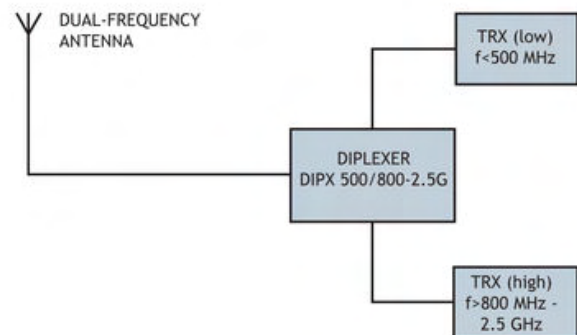 DUAL-FREQUENCY
ANTENNA
TRX (low)
f<500 MHz
DIPLEXER
DIPX 500/800-2.5G
TRX (high)
f>800 MHz -
2.5 GHz